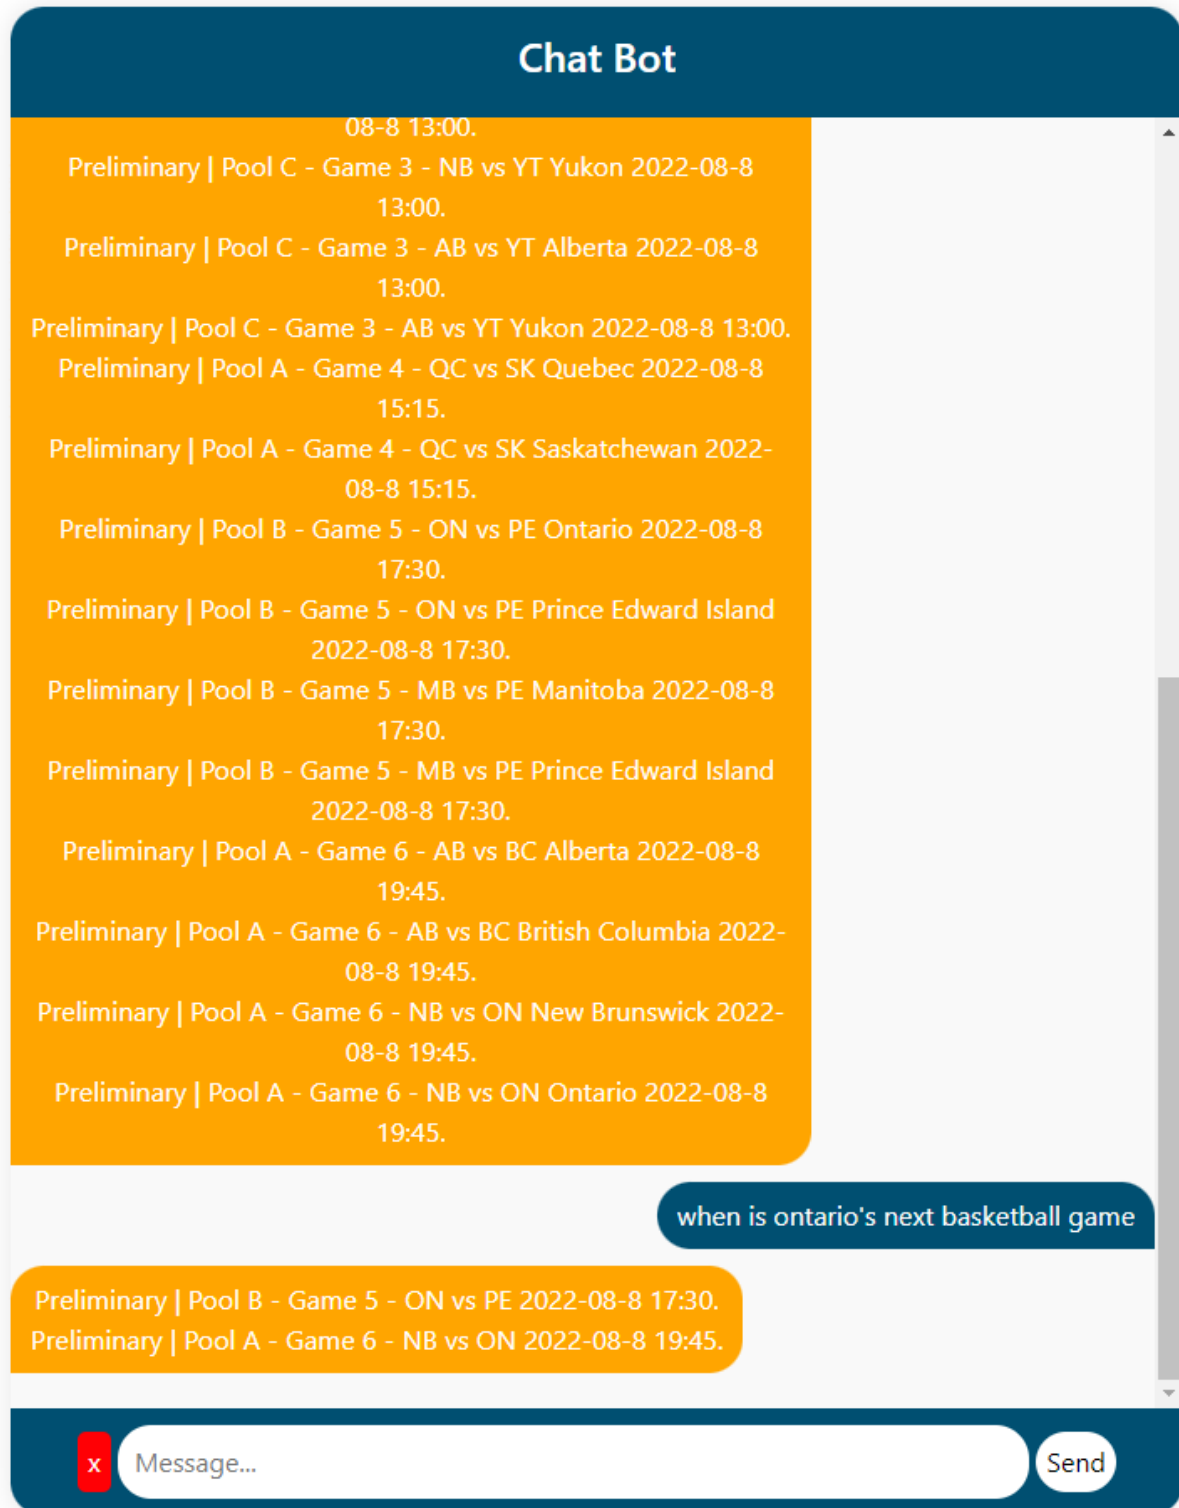 Chat Bot
08-8 13:00.
Preliminary | Pool C - Game 3 - NB vs YT Yukon 2022-08-8
13:00.
Preliminary | Pool C - Game 3 - AB vs YT Alberta 2022-08-8
13:00.
Preliminary | Pool C - Game 3 - AB vs YT Yukon 2022-08-8 13:00.
Preliminary | Pool A - Game 4 - QC vs SK Quebec 2022-08-8
15:15.
Preliminary | Pool A - Game 4 - QC vs SK Saskatchewan 2022-
08-8 15:15.
Preliminary | Pool B - Game 5 - ON vs PE Ontario 2022-08-8
17:30.
Preliminary | Pool B - Game 5 - ON vs PE Prince Edward Island
2022-08-8 17:30.
Preliminary | Pool B - Game 5 - MB vs PE Manitoba 2022-08-8
17:30.
Preliminary | Pool B - Game 5 - MB vs PE Prince Edward Island
2022-08-8 17:30.
Preliminary | Pool A - Game 6 - AB vs BC Alberta 2022-08-8
19:45.
Preliminary | Pool A - Game 6 - AB vs BC British Columbia 2022-
08-8 19:45.
Preliminary | Pool A - Game 6 - NB vs ON New Brunswick 2022-
08-8 19:45.
Preliminary | Pool A - Game 6 - NB vs ON Ontario 2022-08-8
19:45.
when is ontario's next basketball game
Preliminary | Pool B - Game 5 - ON vs PE 2022-08-8 17:30.
Preliminary | Pool A - Game 6 - NB vs ON 2022-08-8 19:45.
x Message... Send